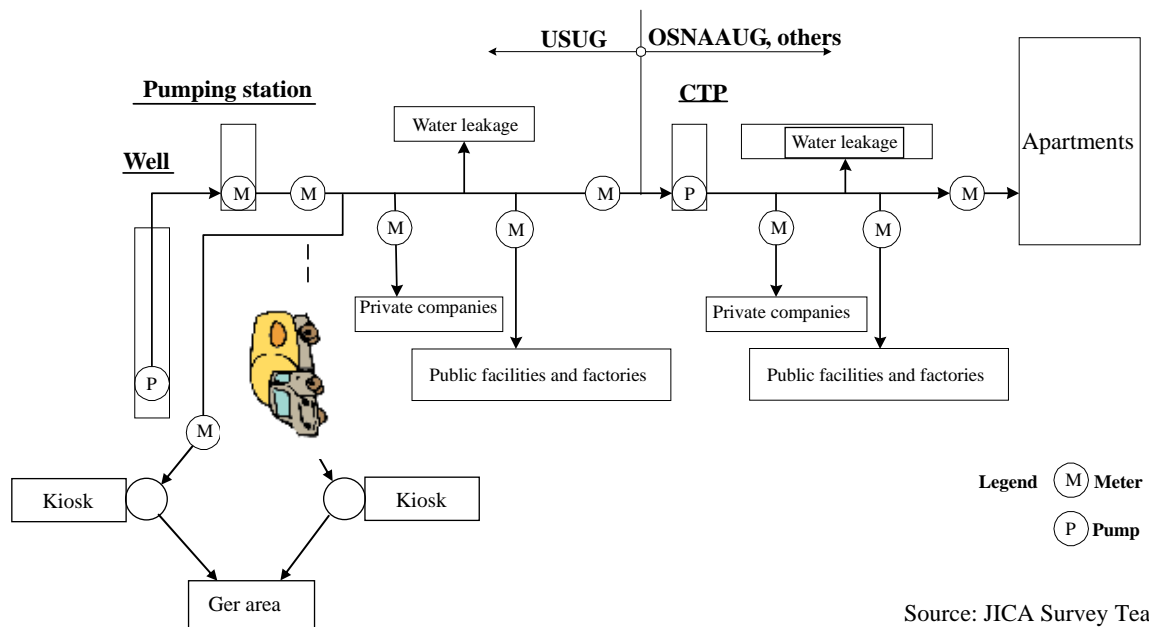 USUG
OSNAAUG, others
Pumping station
CTP
Water leakage
Water leakage
Apartments
Well
M
M
M
P
M
M
M
M
M
Private companies
Private companies
P
Public facilities and factories
Public facilities and factories
M
Kiosk
Kiosk
Legend
M
Meter
P
Pump
Ger area
Source: JICA Survey Tea